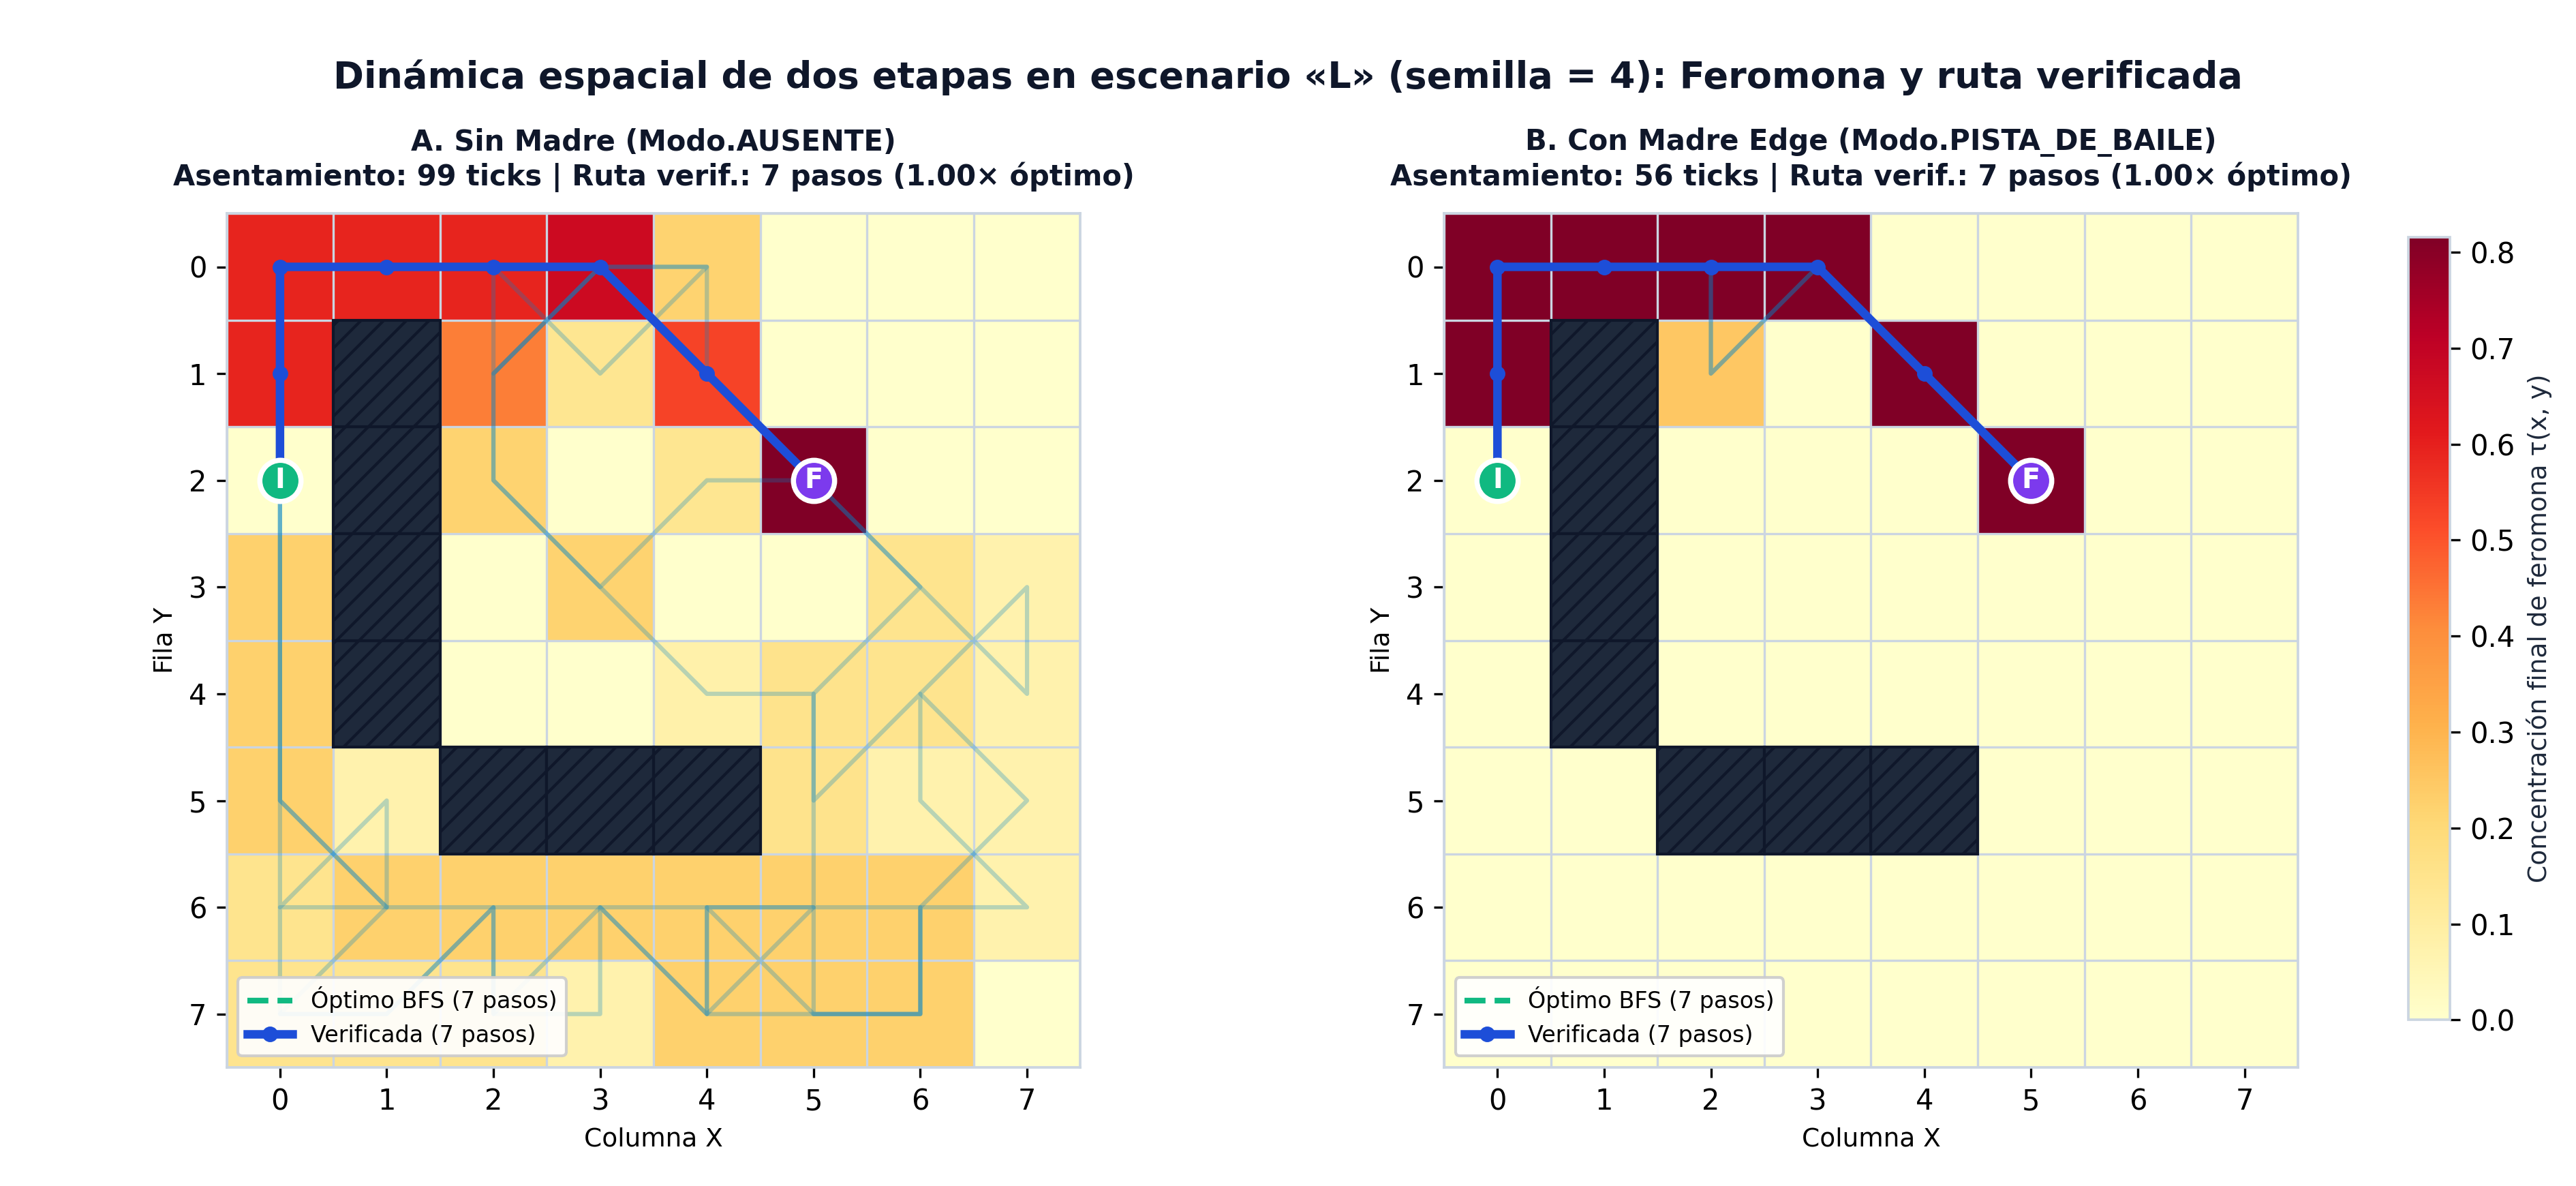 Dinámica espacial de dos etapas en escenario «L» (semilla = 4): Feromona y ruta verificada
A. Sin Madre (Modo.AUSENTE)
Asentamiento: 99 ticks | Ruta verif.: 7 pasos (1.00× óptimo)
0
1
2
3
4
5
6
7
Fila Y
I
F
Óptimo BFS (7 pasos)
Verificada (7 pasos)
0 1 2 3 4 5 6 7
Columna X
B. Con Madre Edge (Modo.PISTA_DE_BAILE)
Asentamiento: 56 ticks | Ruta verif.: 7 pasos (1.00× óptimo)
0
1
2
3
4
5
6
7
Fila Y
I
F
Óptimo BFS (7 pasos)
Verificada (7 pasos)
0 1 2 3 4 5 6 7
Columna X
0.8
0.7
0.6
0.5
0.4
0.3
0.2
0.1
0.0
Concentración final de feromona τ(x, y)